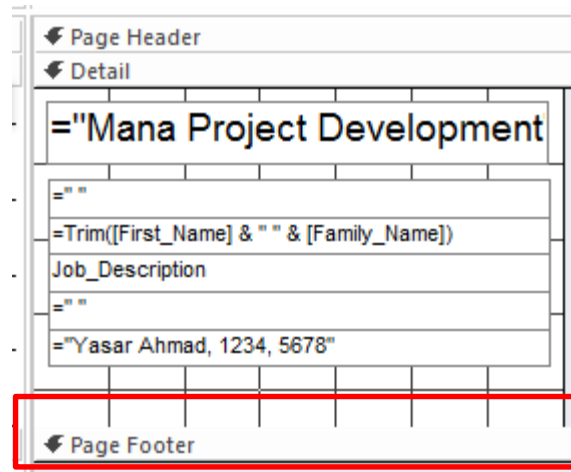 Page Header
Detail
="Mana Project Development
=" "
=Trim([First_Name] & " " & [Family_Name])
Job_Description
=" "
="Yasar Ahmad, 1234, 5678"
Page Footer